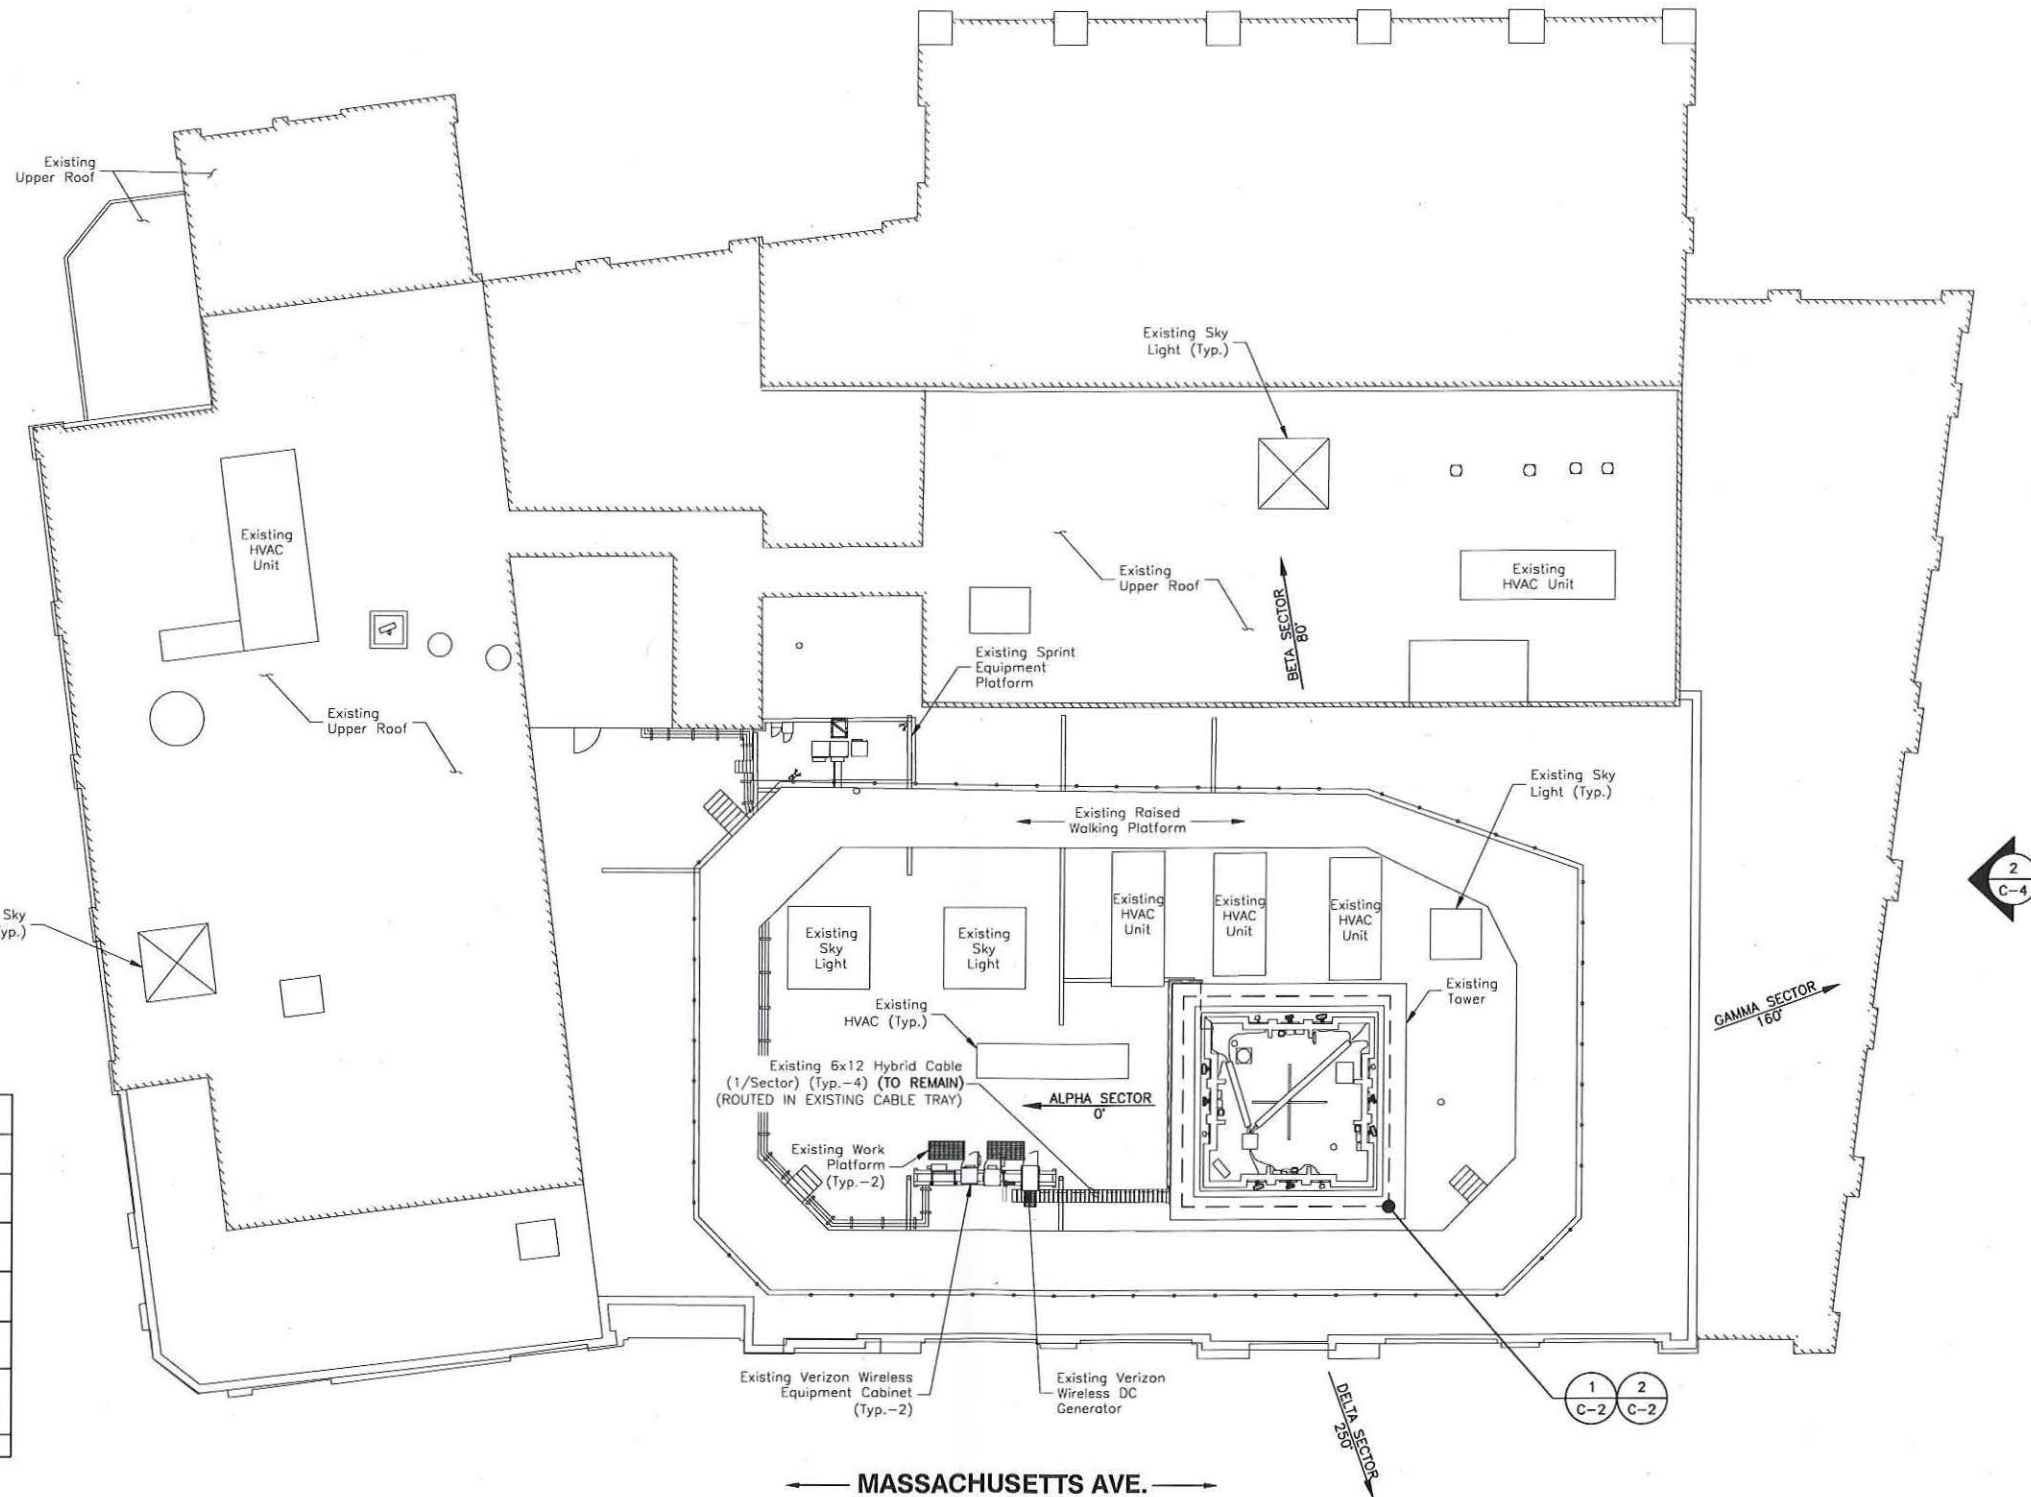 Existing
Upper Roof
Existing Sky
Light (Typ.)
Existing
HVAC
Unit
Existing
Upper Roof
Existing
HVAC Unit
BETA SECTOR
80°
Existing Sprint
Equipment
Platform
Existing
Upper Roof
Existing Sky
Light (Typ.)
Existing Raised
Walking Platform
2
C-4
Existing
HVAC
Unit
Existing
HVAC
Unit
Existing
HVAC
Unit
Sky
yp.)
Existing
Sky
Light
Existing
Sky
Light
Existing
Tower
GAMMA SECTOR
160°
Existing
HVAC (Typ.)
Existing 6x12 Hybrid Cable
(1/Sector) (Typ.-4) (TO REMAIN)
(ROUTED IN EXISTING CABLE TRAY)
ALPHA SECTOR
0°
Existing Work
Platform
(Typ.-2)
Existing Verizon Wireless
Equipment Cabinet
(Typ.-2)
Existing Verizon
Wireless DC
Generator
DELTA SECTOR
250°
1
C-2
2
C-2
MASSACHUSETTS AVE.